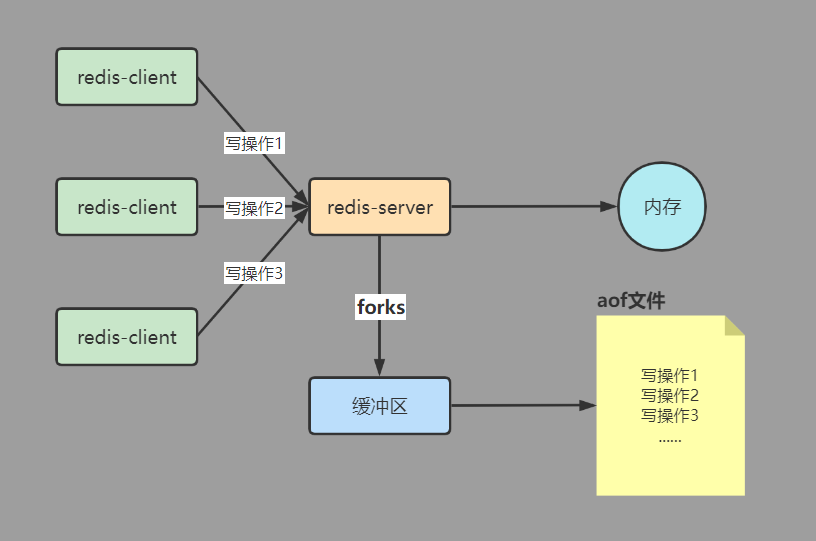 redis-client
写操作1
redis-client
写操作2
redis-server
内存
写操作3
redis-client
forks
缓冲区
aof文件
写操作1
写操作2
写操作3
......